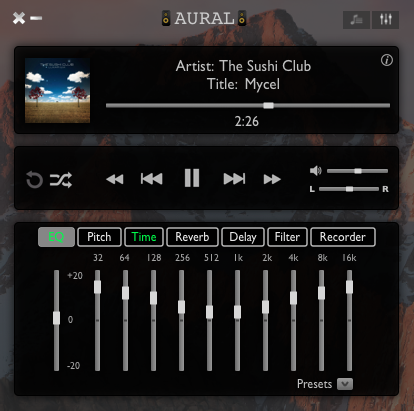 AURAL
Artist: The Sushi Club
Title: Mycel
2:26
L R
EQ Pitch Time Reverb Delay Filter Recorder
32 64 128 256 512 1k 2k 4k 8k 16k
+20
0
-20
Presets